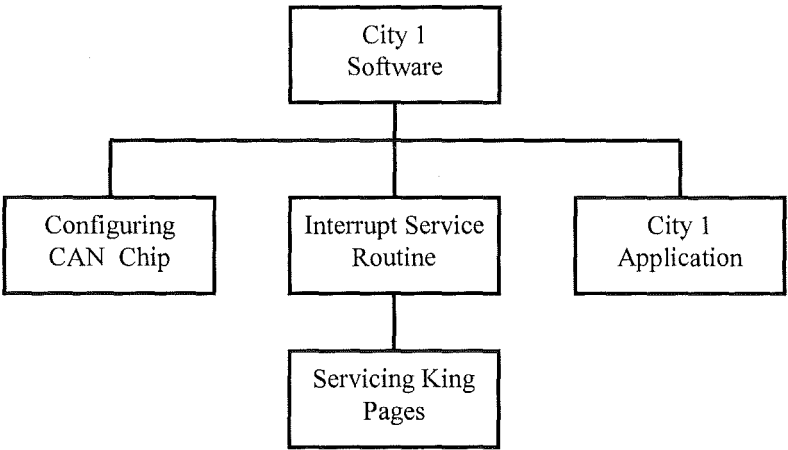 City 1
Software
Configuring
CAN Chip
Interrupt Service
Routine
City 1
Application
Servicing King
Pages